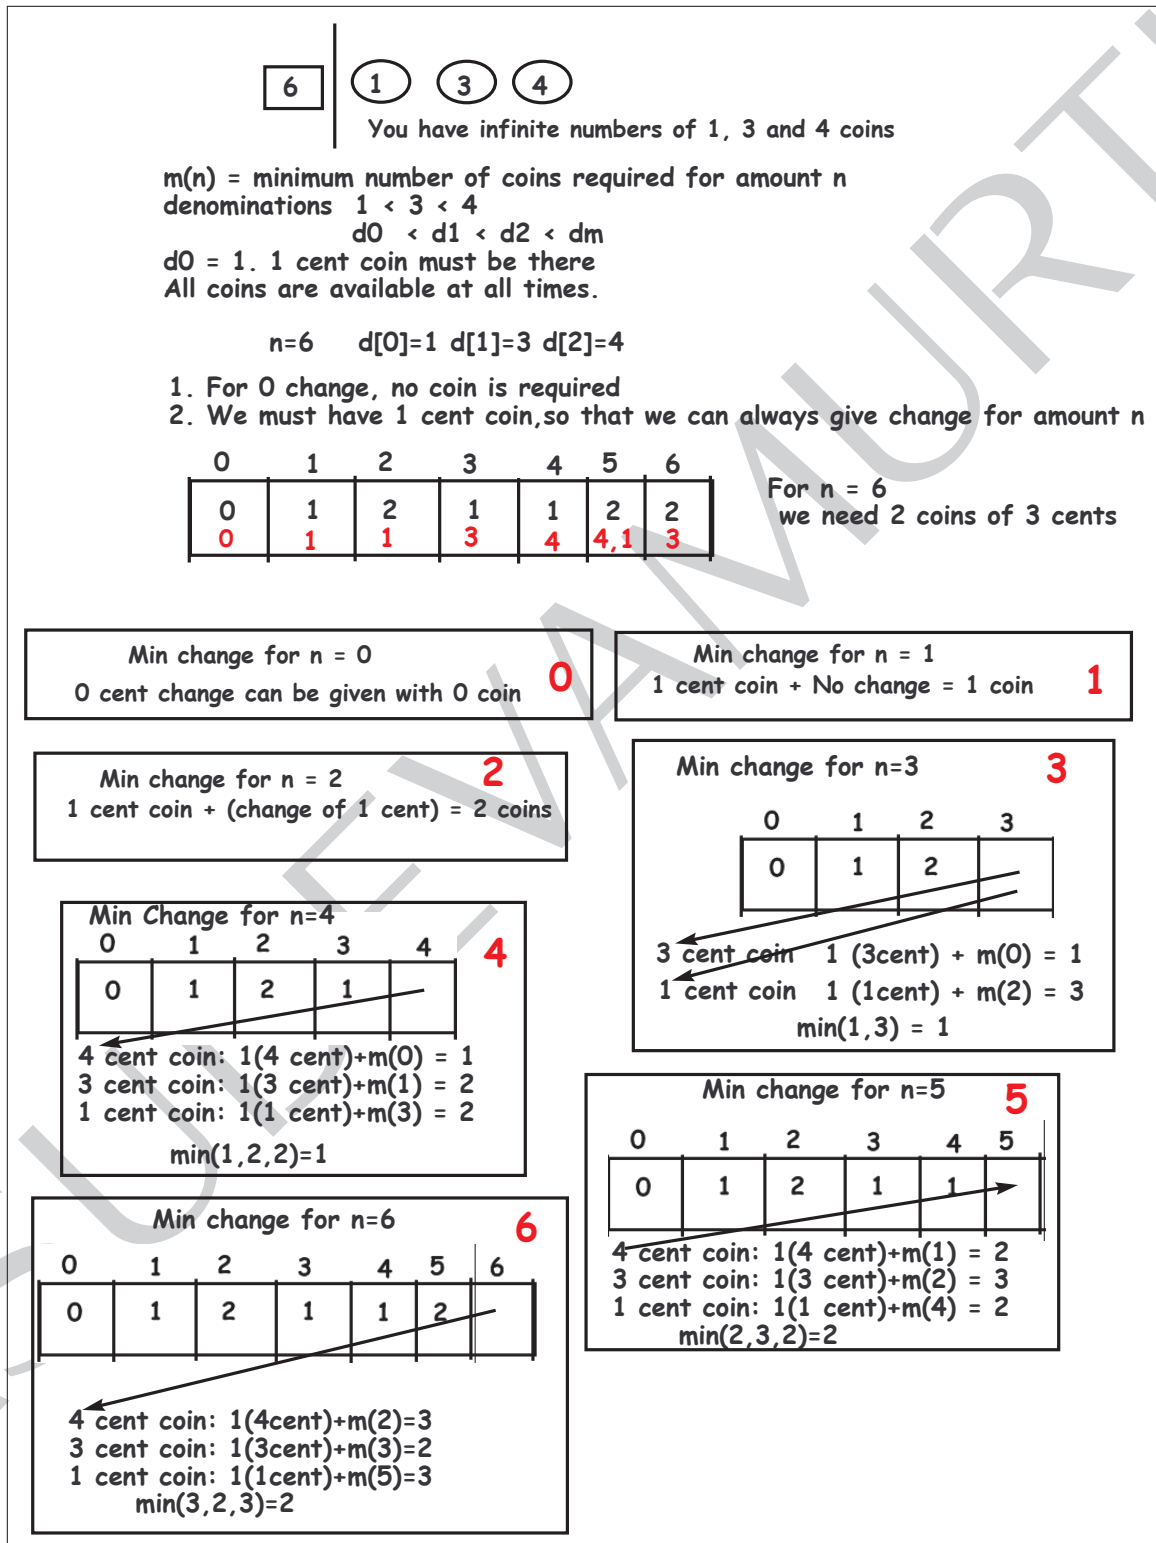 6 1 3 4
You have infinite numbers of 1, 3 and 4 coins
m(n) = minimum number of coins required for amount n
denominations 1 < 3 < 4
d0 < d1 < d2 < dm
d0 = 1. 1 cent coin must be there
All coins are available at all times.
n=6 d[0]=1 d[1]=3 d[2]=4
1. For 0 change, no coin is required
2. We must have 1 cent coin,so that we can always give change for amount n
0 1 2 3 4 5 6
0 1 2 1 1 2 2
0 1 1 3 4 4,1 3
For n = 6
we need 2 coins of 3 cents
Min change for n = 0
0 cent change can be given with 0 coin
0
Min change for n = 1
1 cent coin + No change = 1 coin
1
Min change for n = 2
1 cent coin + (change of 1 cent) = 2 coins
2
Min change for n=3
3
0 1 2 3
0 1 2
3 cent coin 1 (3cent) + m(0) = 1
1 cent coin 1 (1cent) + m(2) = 3
min(1,3) = 1
Min Change for n=4
4
0 1 2 3 4
0 1 2 1
4 cent coin: 1(4 cent)+m(0) = 1
3 cent coin: 1(3 cent)+m(1) = 2
1 cent coin: 1(1 cent)+m(3) = 2
min(1,2,2)=1
Min change for n=5
5
0 1 2 3 4 5
0 1 2 1 1
4 cent coin: 1(4 cent)+m(1) = 2
3 cent coin: 1(3 cent)+m(2) = 3
1 cent coin: 1(1 cent)+m(4) = 2
min(2,3,2)=2
Min change for n=6
6
0 1 2 3 4 5 6
0 1 2 1 1 2
4 cent coin: 1(4cent)+m(2)=3
3 cent coin: 1(3cent)+m(3)=2
1 cent coin: 1(1cent)+m(5)=3
min(3,2,3)=2